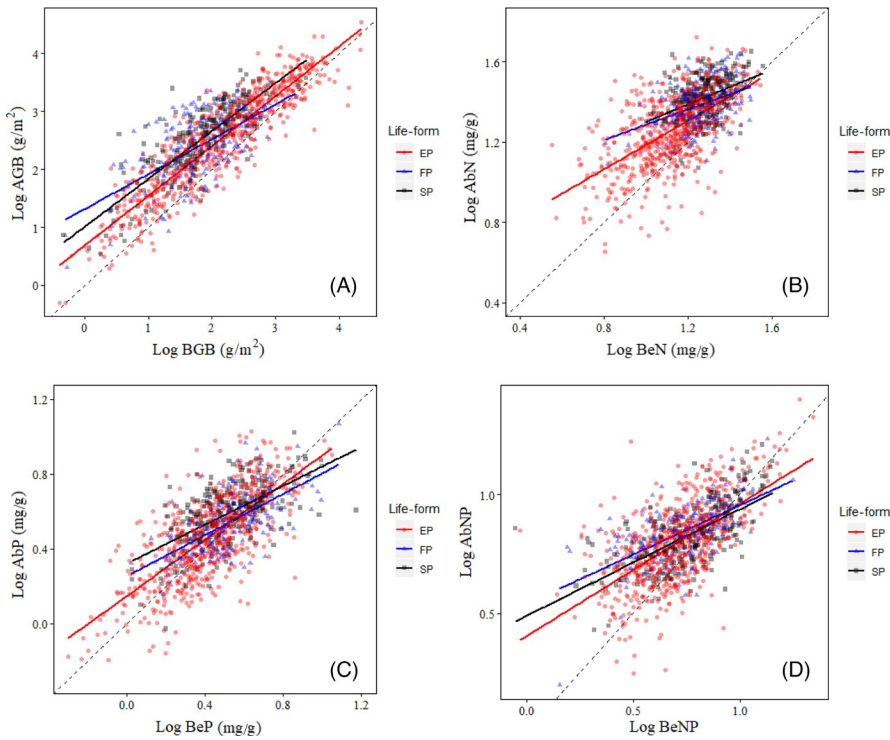 Log AGB (g/m²)
4
3
2
1
0
0
1
2
3
4
Log BGB (g/m²)
(A)
Life-form
EP
FP
SP
Log AbN (mg/g)
1.6
1.2
0.8
0.4
0.4
0.8
1.2
1.6
Log BeN (mg/g)
(B)
Life-form
EP
FP
SP
Log AbP (mg/g)
1.2
0.8
0.4
0.0
0.0
0.4
0.8
1.2
Log BeP (mg/g)
(C)
Life-form
EP
FP
SP
Log AbNP
1.0
0.5
0.0
0.5
1.0
Log BeNP
(D)
Life-form
EP
FP
SP